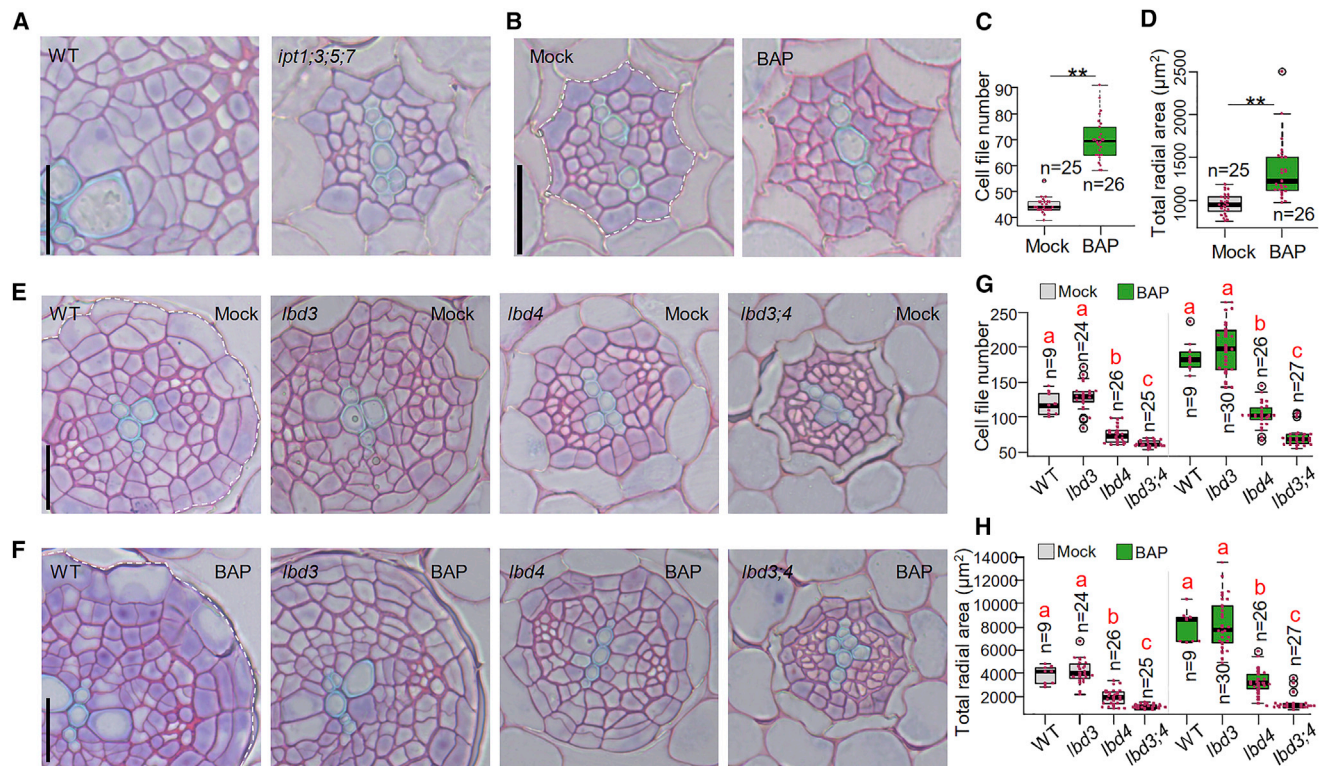 A
WT
ipt1;3;5;7
B
Mock
BAP
C
Cell file number
90
80
70
60
50
40
**
n=25
n=26
Mock
BAP
D
Total radial area (µm²)
2500
2000
1500
1000
**
n=25
n=26
Mock
BAP
E
WT
Mock
lbd3
Mock
lbd4
Mock
lbd3;4
Mock
F
WT
BAP
lbd3
BAP
lbd4
BAP
lbd3;4
BAP
G
Mock
BAP
Cell file number
250
200
150
100
50
a
n=9
a
n=24
b
n=26
c
n=25
a
n=9
a
n=30
b
n=26
c
n=27
WT
lbd3
lbd4
lbd3;4
WT
lbd3
lbd4
lbd3;4
H
Mock
BAP
Total radial area (µm²)
14000
12000
10000
8000
6000
4000
2000
a
n=9
a
n=24
b
n=26
c
n=25
a
n=9
a
n=30
b
n=26
c
n=27
WT
lbd3
lbd4
lbd3;4
WT
lbd3
lbd4
lbd3;4